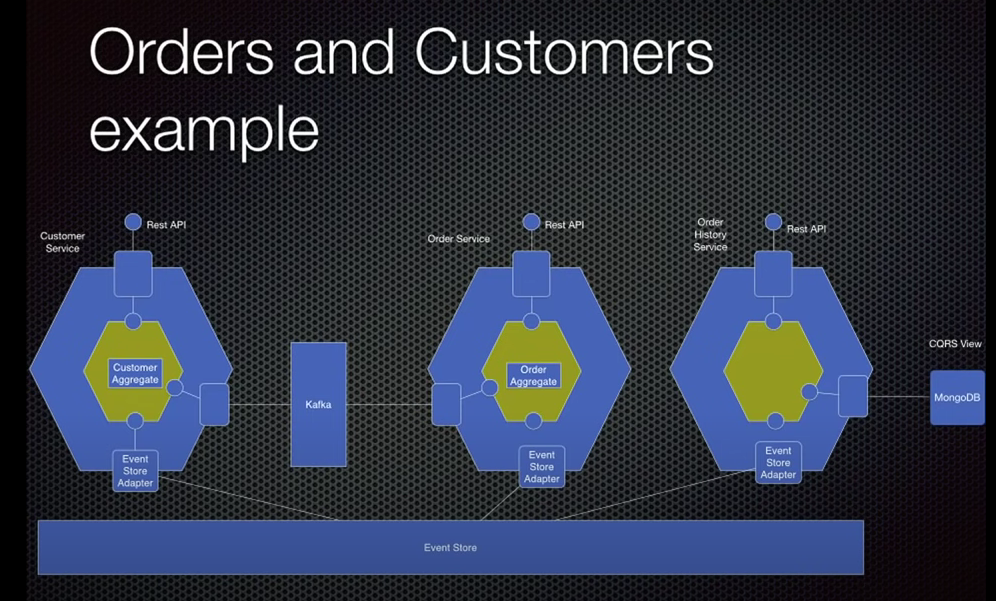 Orders and Customers
example
Customer
Service
Rest API
Customer
Aggregate
Event
Store
Adapter
Kafka
Order Service
Rest API
Order
Aggregate
Event
Store
Adapter
Order
History
Service
Rest API
Event
Store
Adapter
CQRS View
MongoDB
Event Store